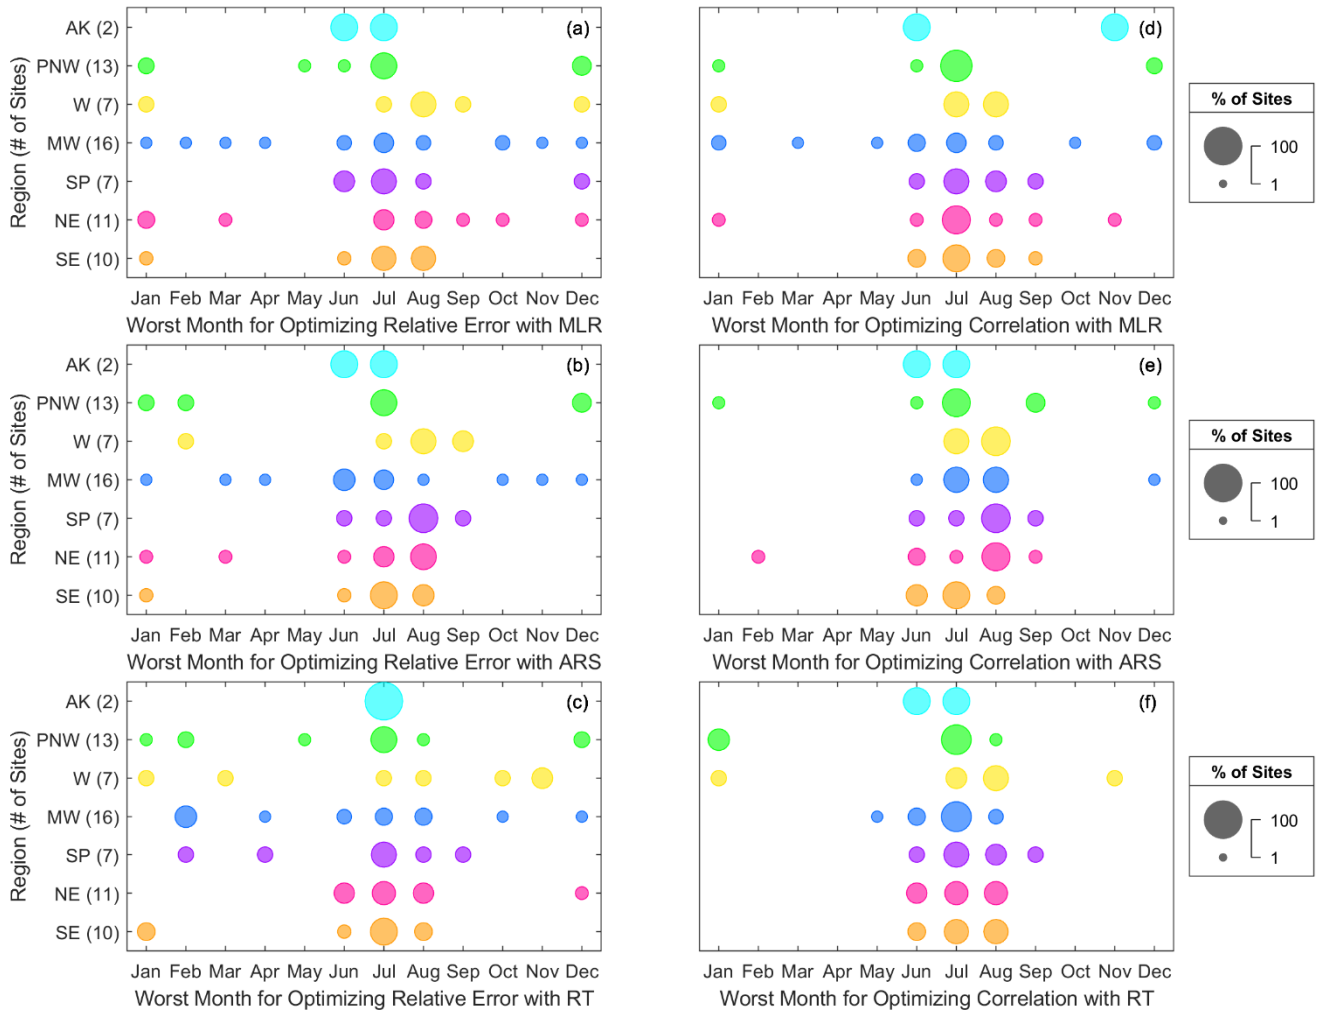 Region (# of Sites)
AK (2)
PNW (13)
W (7)
MW (16)
SP (7)
NE (11)
SE (10)
(a)
Jan Feb Mar Apr May Jun Jul Aug Sep Oct Nov Dec
Worst Month for Optimizing Relative Error with MLR
(d)
Jan Feb Mar Apr May Jun Jul Aug Sep Oct Nov Dec
Worst Month for Optimizing Correlation with MLR
% of Sites
100
1
Region (# of Sites)
AK (2)
PNW (13)
W (7)
MW (16)
SP (7)
NE (11)
SE (10)
(b)
Jan Feb Mar Apr May Jun Jul Aug Sep Oct Nov Dec
Worst Month for Optimizing Relative Error with ARS
(e)
Jan Feb Mar Apr May Jun Jul Aug Sep Oct Nov Dec
Worst Month for Optimizing Correlation with ARS
% of Sites
100
1
Region (# of Sites)
AK (2)
PNW (13)
W (7)
MW (16)
SP (7)
NE (11)
SE (10)
(c)
Jan Feb Mar Apr May Jun Jul Aug Sep Oct Nov Dec
Worst Month for Optimizing Relative Error with RT
(f)
Jan Feb Mar Apr May Jun Jul Aug Sep Oct Nov Dec
Worst Month for Optimizing Correlation with RT
% of Sites
100
1